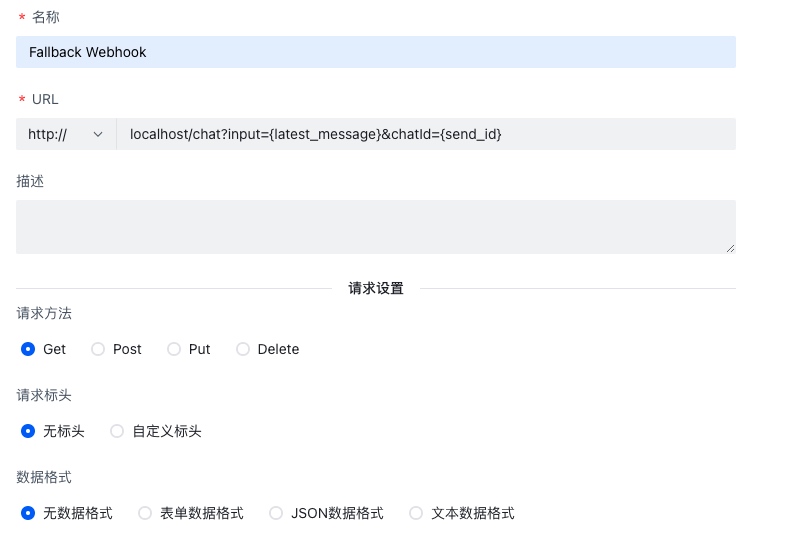 * 名称
Fallback Webhook
* URL
http:// localhost/chat?input={latest_message}&chatId={send_id}
描述
请求设置
请求方法
Get Post Put Delete
请求标头
无标头 自定义标头
数据格式
无数据格式 表单数据格式 JSON数据格式 文本数据格式